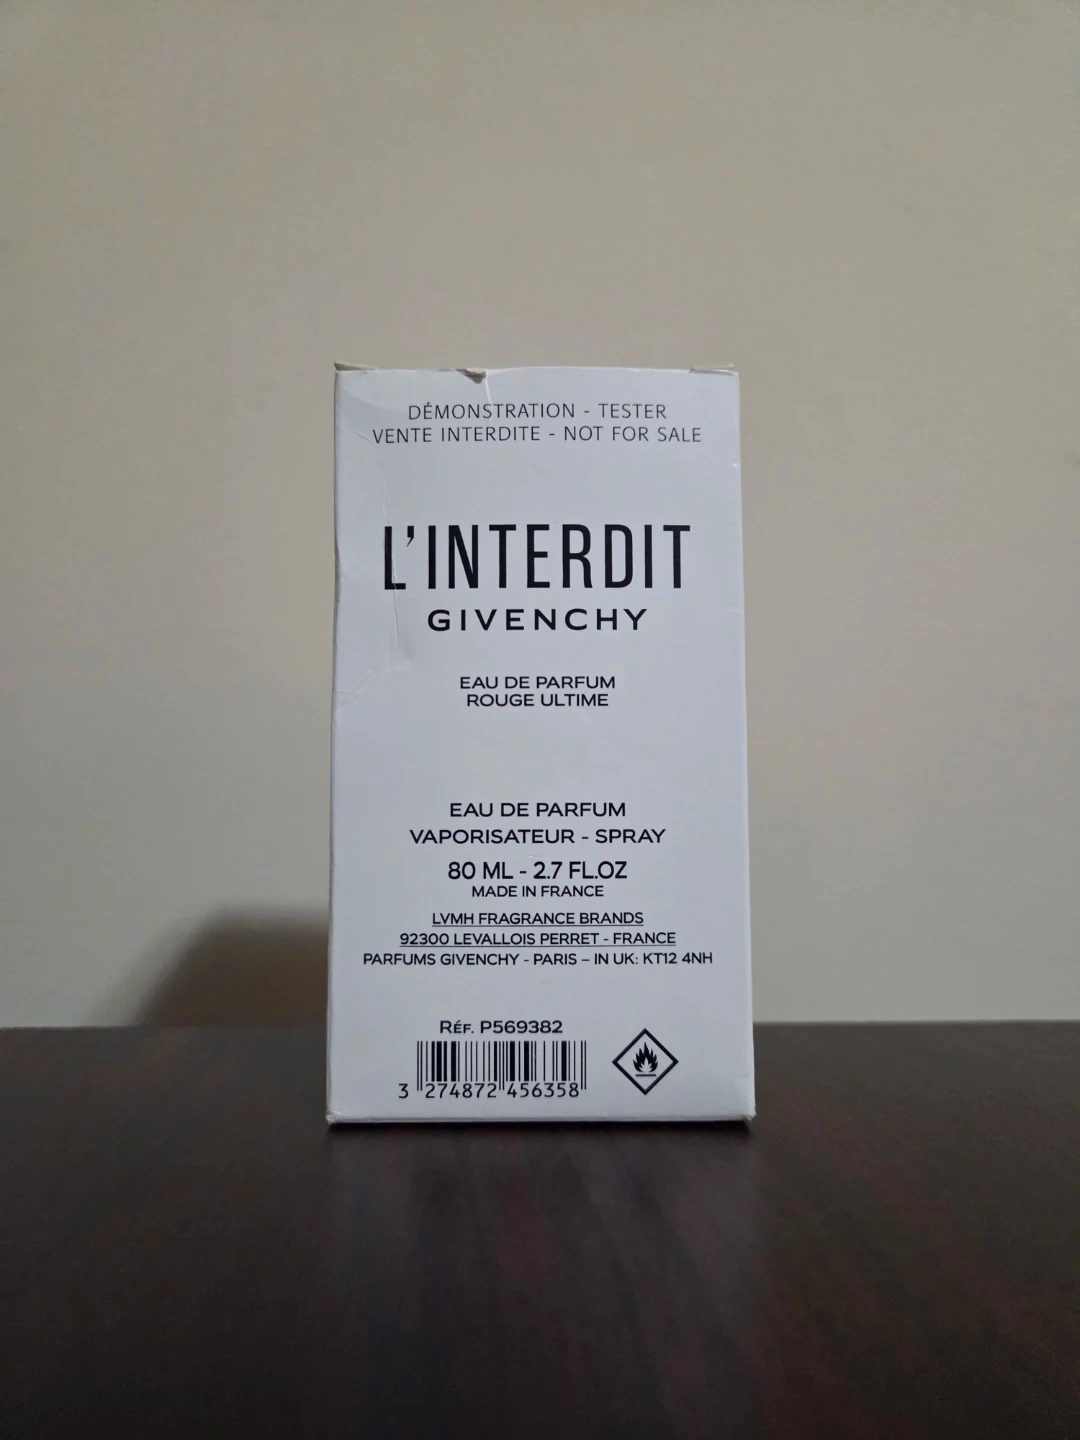 DÉMONSTRATION - TESTER
VENTE INTERDITE - NOT FOR SALE
L'INTERDIT
GIVENCHY
EAU DE PARFUM
ROUGE ULTIME
EAU DE PARFUM
VAPORISATEUR - SPRAY
80 ML - 2.7 FL.OZ
MADE IN FRANCE
LVMH FRAGRANCE BRANDS
92300 LEVALLOIS PERRET - FRANCE
PARFUMS GIVENCHY - PARIS – IN UK: KT12 4NH
RÉF. P569382
3 274872 456358